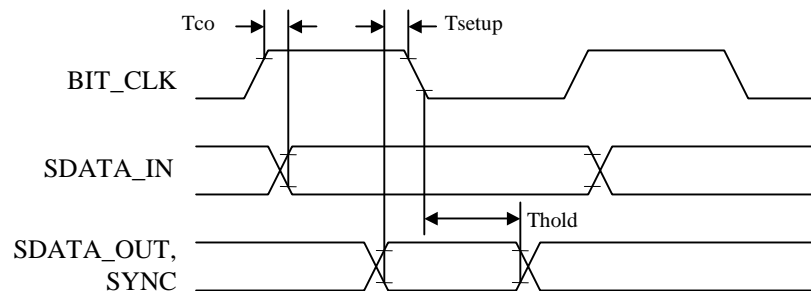 Tco
Tsetup
BIT_CLK
SDATA_IN
Thold
SDATA_OUT,
SYNC